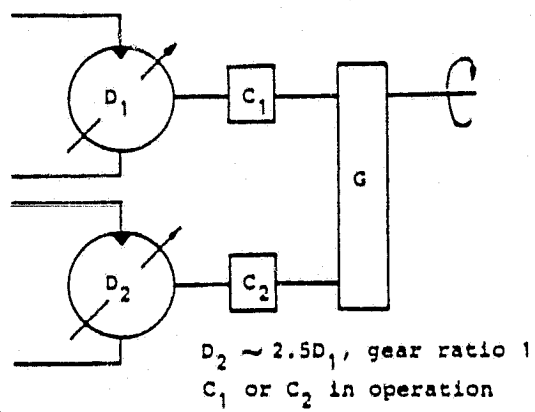 D₁
C₁
G
D₂
C₂
D₂ ~ 2.5D₁, gear ratio 1
C₁ or C₂ in operation